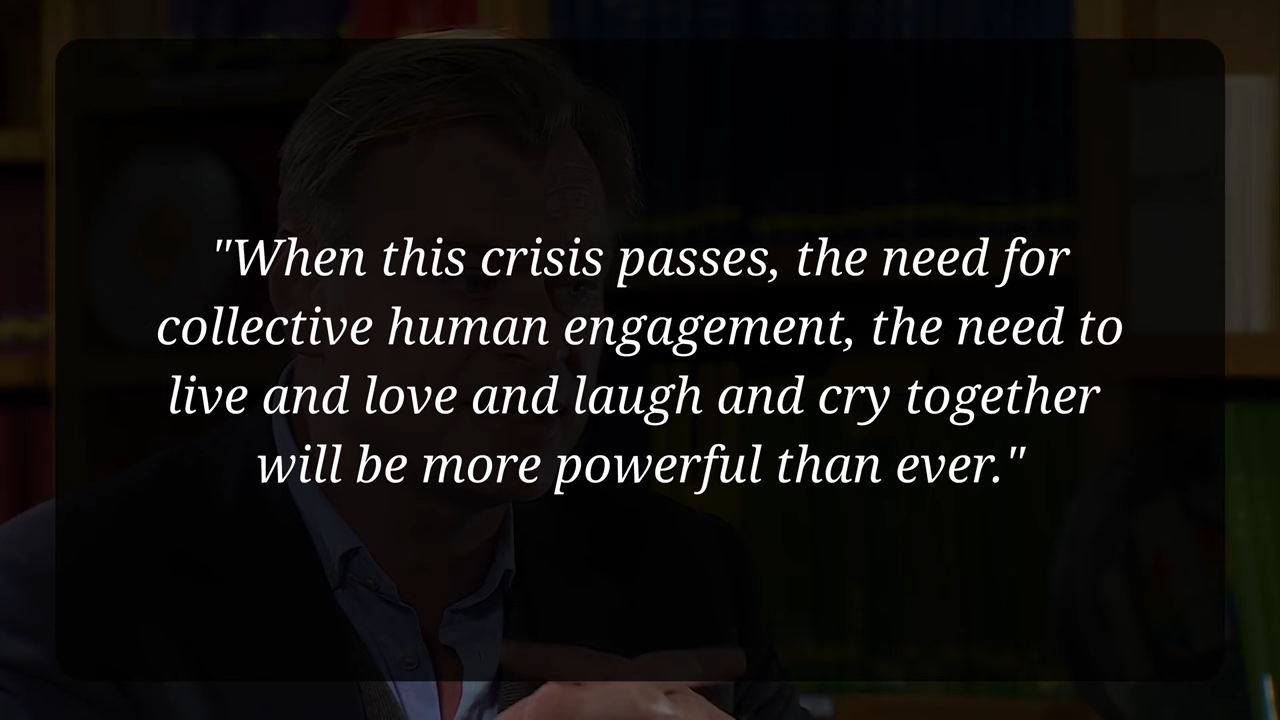 "When this crisis passes, the need for
collective human engagement, the need to
live and love and laugh and cry together
will be more powerful than ever."